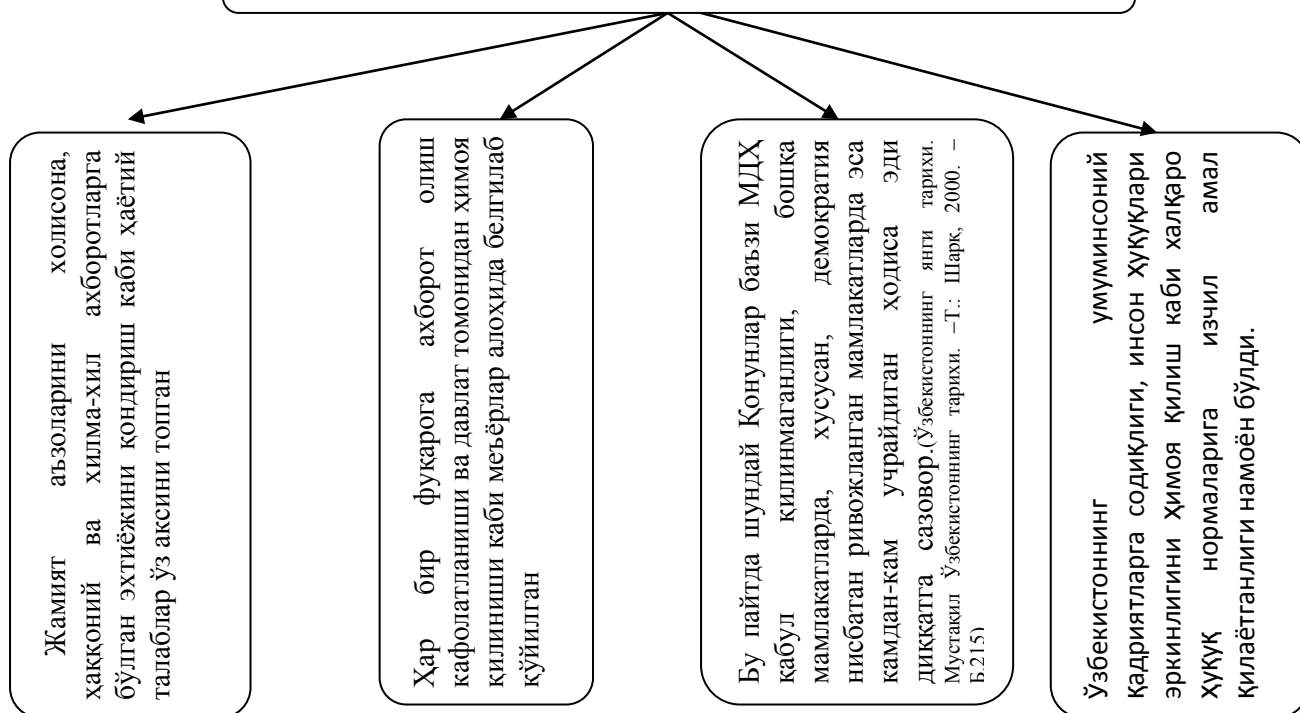 Жамият аъзоларини холисона,
ҳаққоний ва хилма-хил ахборотларга
бўлган эхтиёжини қондириш каби ҳаётий
талаблар ўз аксини топган
Ҳар бир фуқарога ахборот олиш
кафолатланиши ва давлат томонидан ҳимоя
қилиниши каби меъёрлар алоҳида белгилаб
қўйилган
Бу пайтда шундай Қонунлар баъзи МДҲ
қабул қилинмаганлиги, бошқа
мамлакатларда, хусусан, демократия
нисбатан ривожланган мамлакатларда эса
камдан-кам учрайдиган ҳодиса эди
диққатга сазовор.(Ўзбекистоннинг янги тарихи.
Мустақил Ўзбекистоннинг тарихи. –Т.: Шарқ, 2000. –
Б.215)
Ўзбекистоннинг умуминсоний
қадриятларга содиқлиги, инсон ҳуқуқлари
эркинлигини ҳимоя қилиш каби халқаро
ҳуқуқ нормаларига изчил амал
қилаётганлиги намоён бўлди.